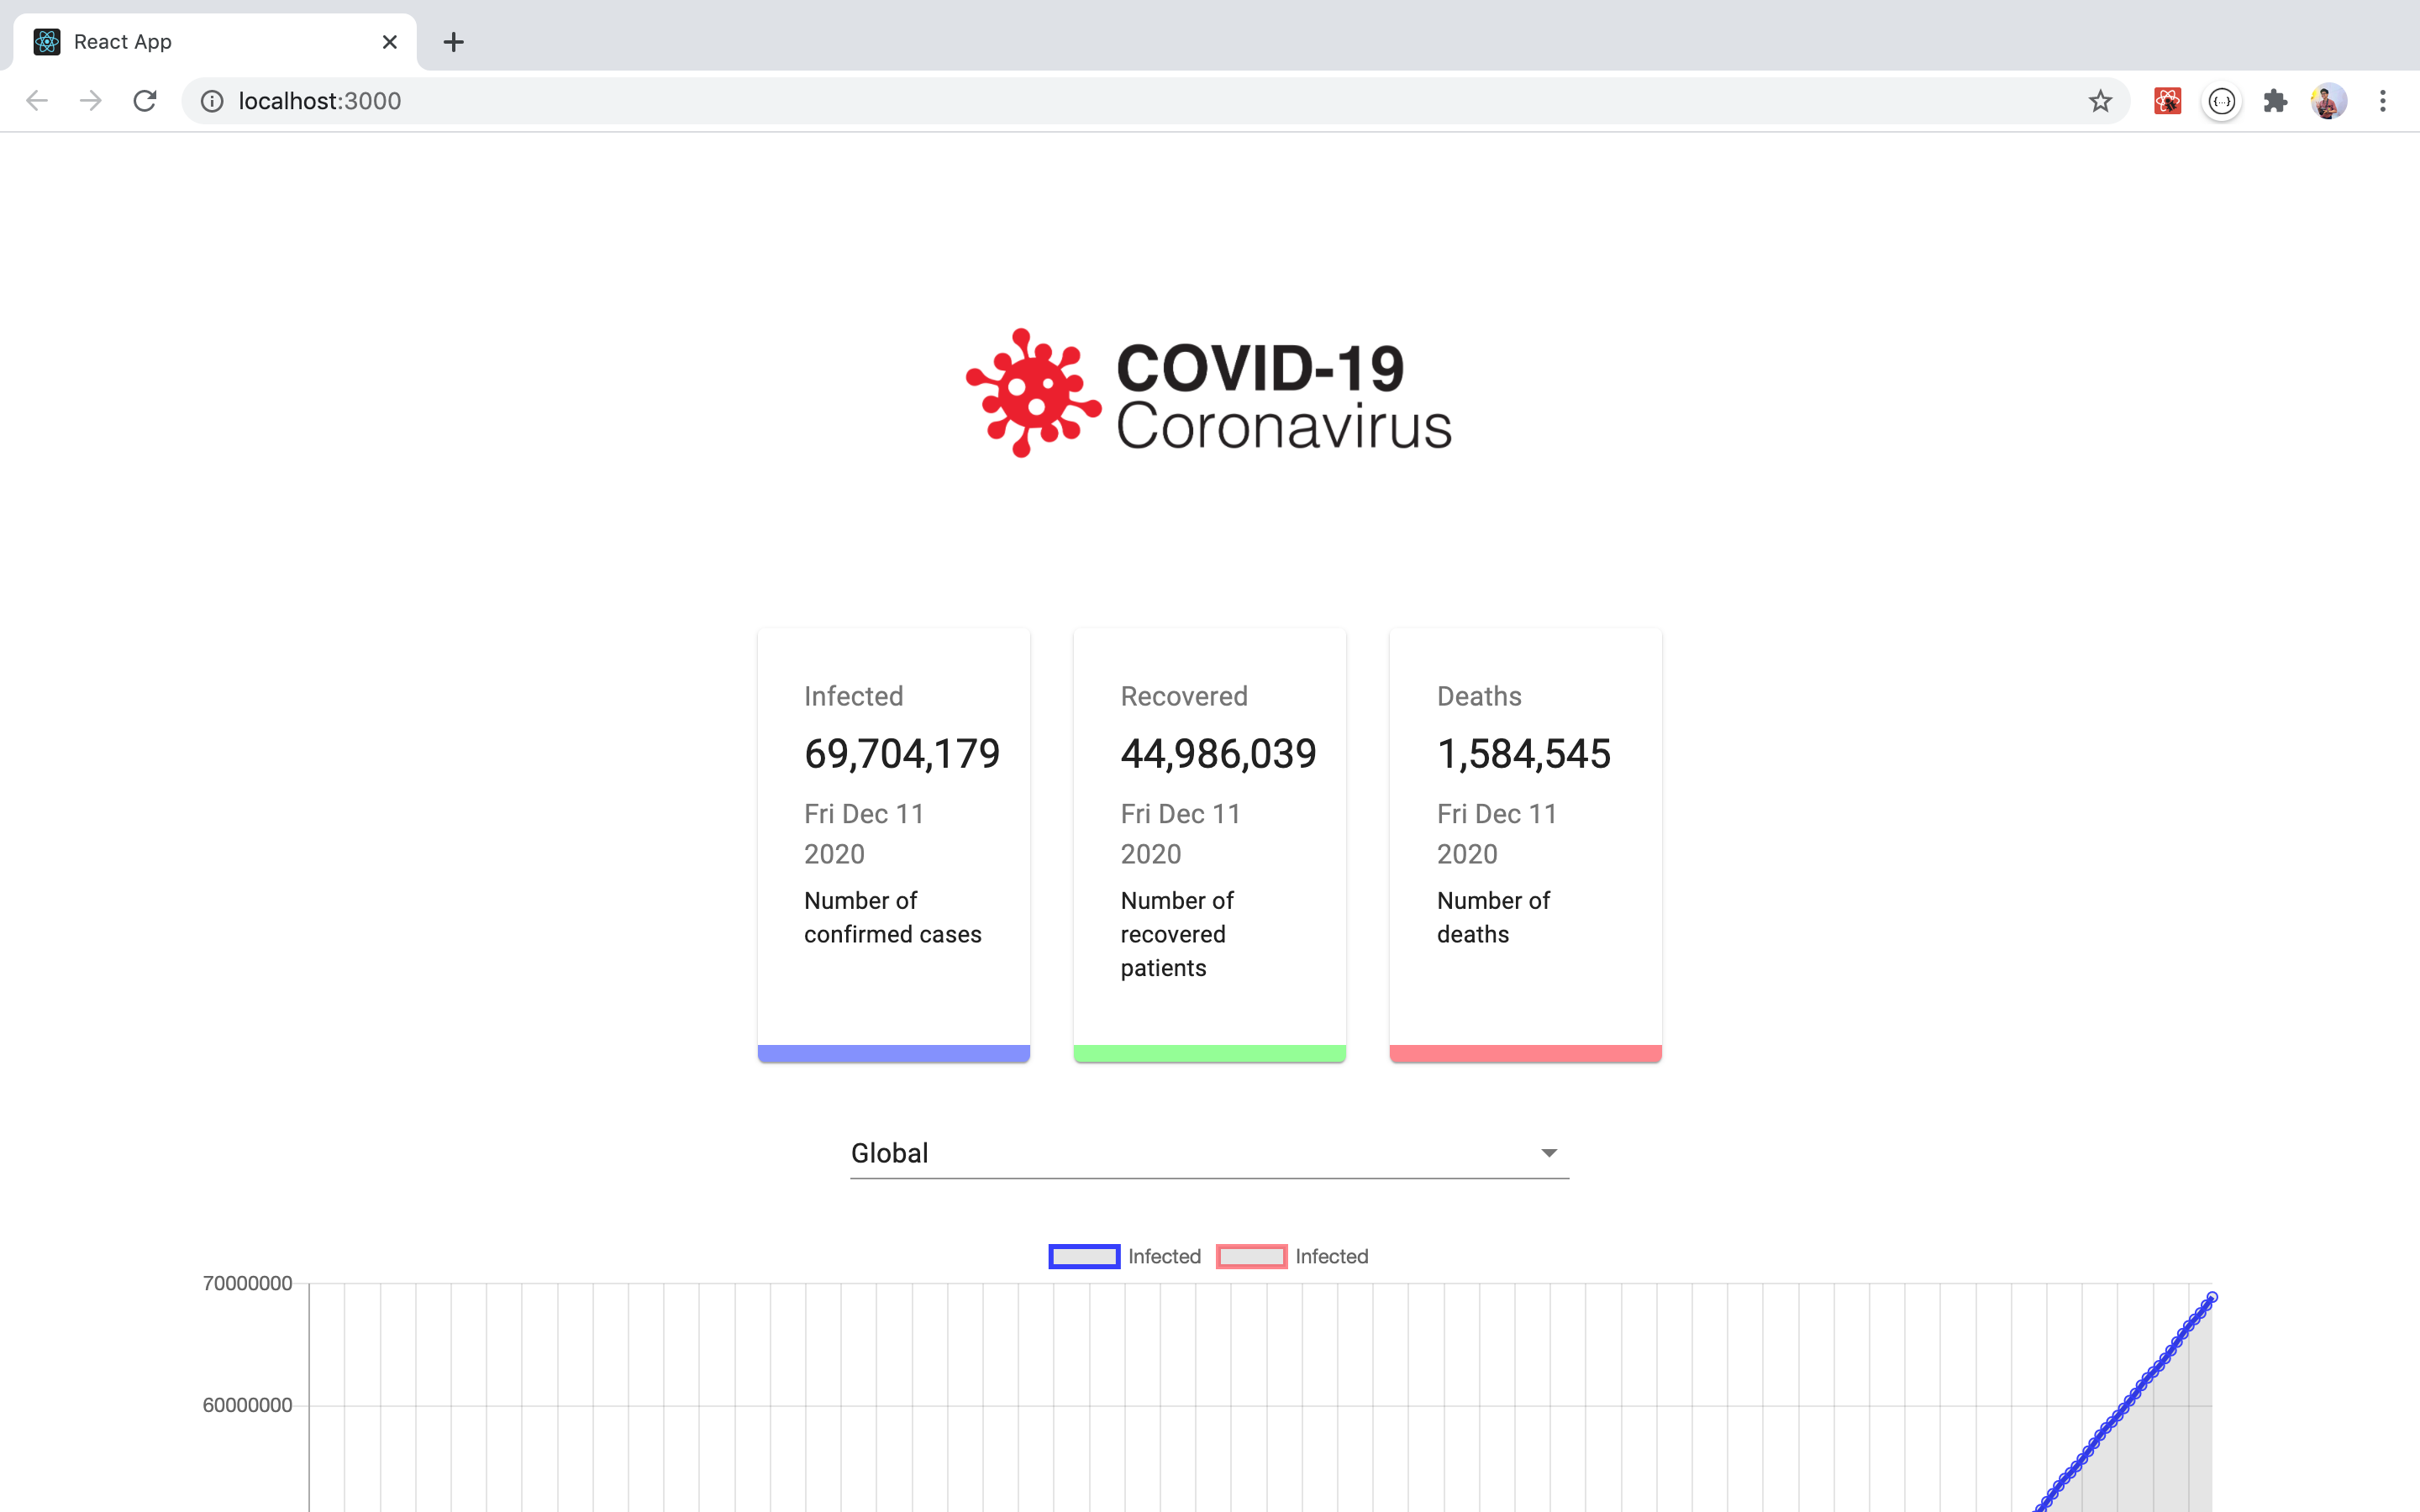 React App
localhost:3000
COVID-19
Coronavirus
Infected
69,704,179
Fri Dec 11
2020
Number of
confirmed cases
Recovered
44,986,039
Fri Dec 11
2020
Number of
recovered
patients
Deaths
1,584,545
Fri Dec 11
2020
Number of
deaths
Global
Infected Infected
70000000
60000000